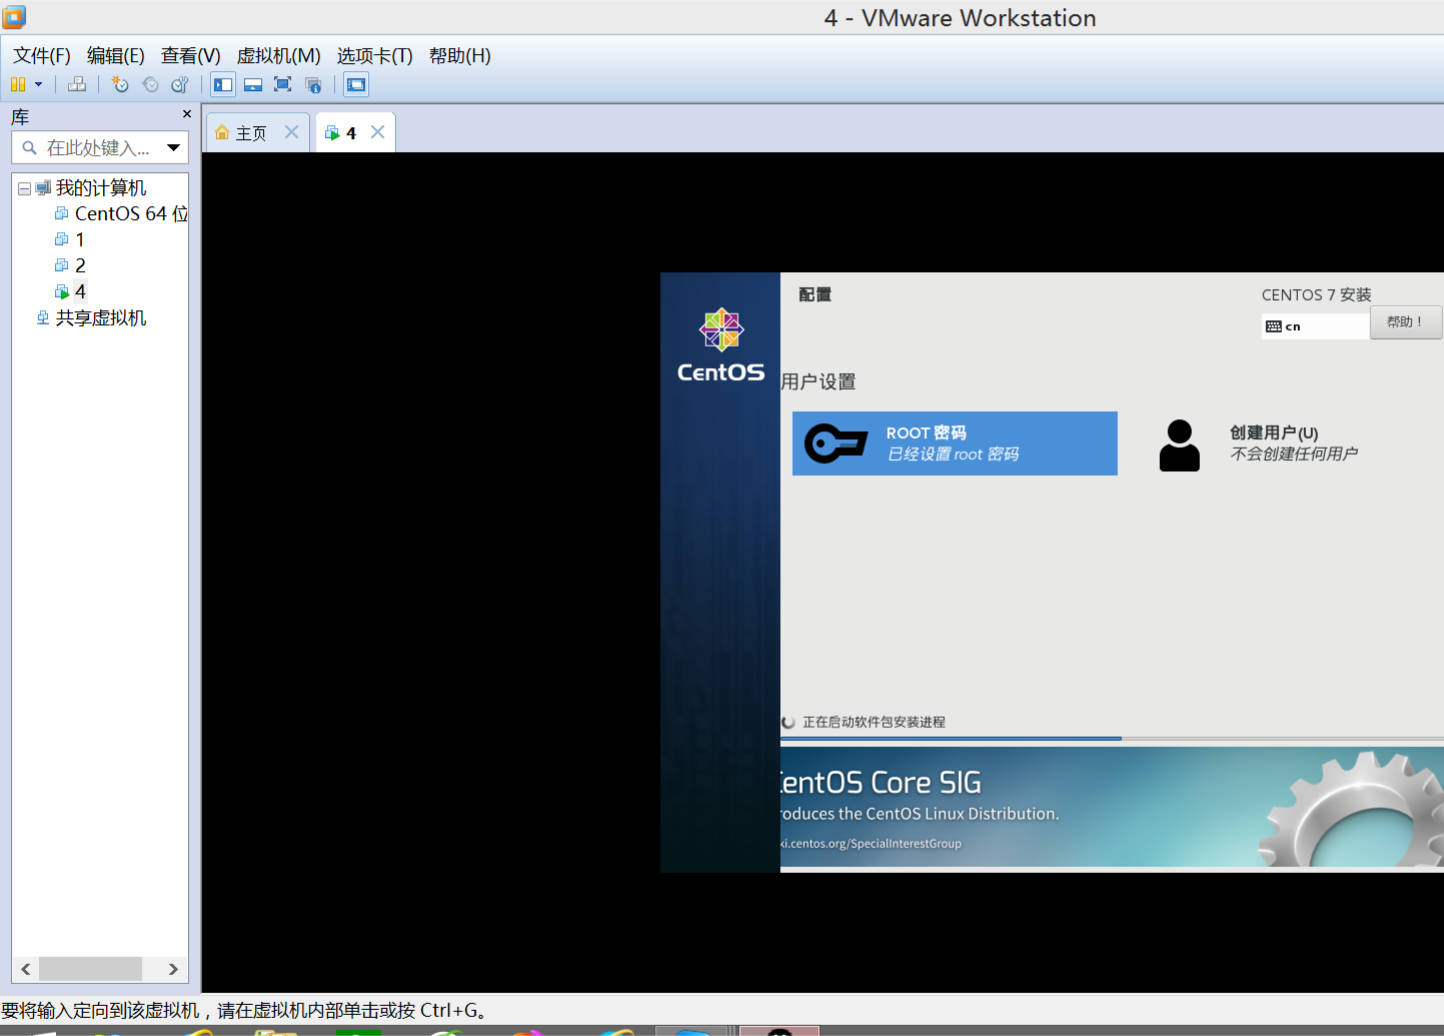 4 - VMware Workstation
文件(F) 编辑(E) 查看(V) 虚拟机(M) 选项卡(T) 帮助(H)
库
在此处键入...
主页
4
我的计算机
CentOS 64 位
1
2
4
共享虚拟机
CentOS
配置
CENTOS 7 安装
cn
帮助！
用户设置
ROOT 密码
已经设置 root 密码
创建用户(U)
不会创建任何用户
正在启动软件包安装进程
CentOS Core SIG
roduces the CentOS Linux Distribution.
ki.centos.org/SpecialInterestGroup
要将输入定向到该虚拟机，请在虚拟机内部单击或按 Ctrl+G。